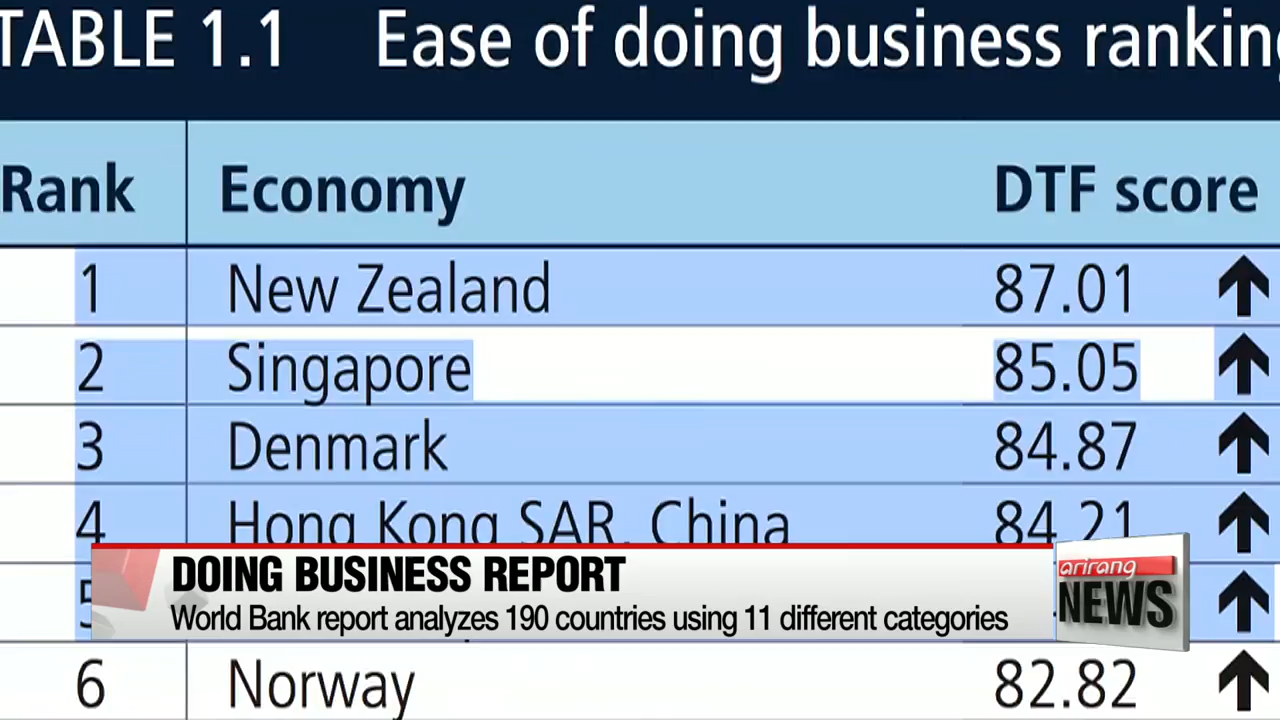 TABLE 1.1 Ease of doing business ranking
Rank Economy DTF score
1 New Zealand 87.01
2 Singapore 85.05
3 Denmark 84.87
4 Hong Kong SAR, China 84.21
5
6 Norway 82.82
DOING BUSINESS REPORT
World Bank report analyzes 190 countries using 11 different categories
arirang
NEWS